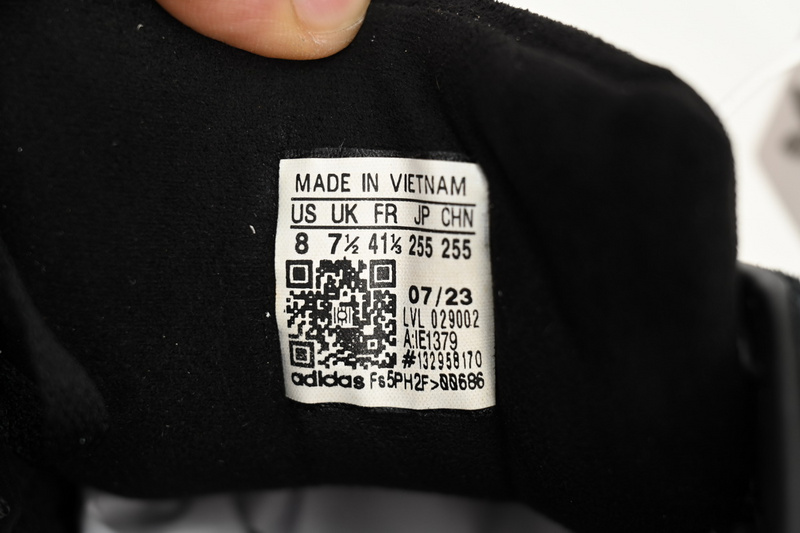 MADE IN VIETNAM
US UK FR JP CHN
8 7½ 41⅓ 255 255
07/23
LVL 029002
A:IE1379
#132958170
adidas Fs5PH2F>00686